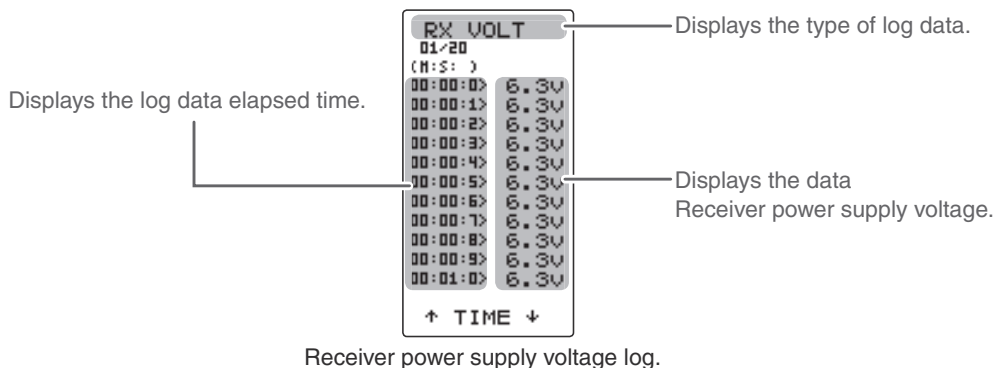 RX VOLT
01/20
(M:S: )
00:00:0> 6.3V
00:00:1> 6.3V
00:00:2> 6.3V
00:00:3> 6.3V
00:00:4> 6.3V
00:00:5> 6.3V
00:00:6> 6.3V
00:00:7> 6.3V
00:00:8> 6.3V
00:00:9> 6.3V
00:01:0> 6.3V
↑ TIME ↓
Displays the type of log data.
Displays the log data elapsed time.
Displays the data
Receiver power supply voltage.
Receiver power supply voltage log.